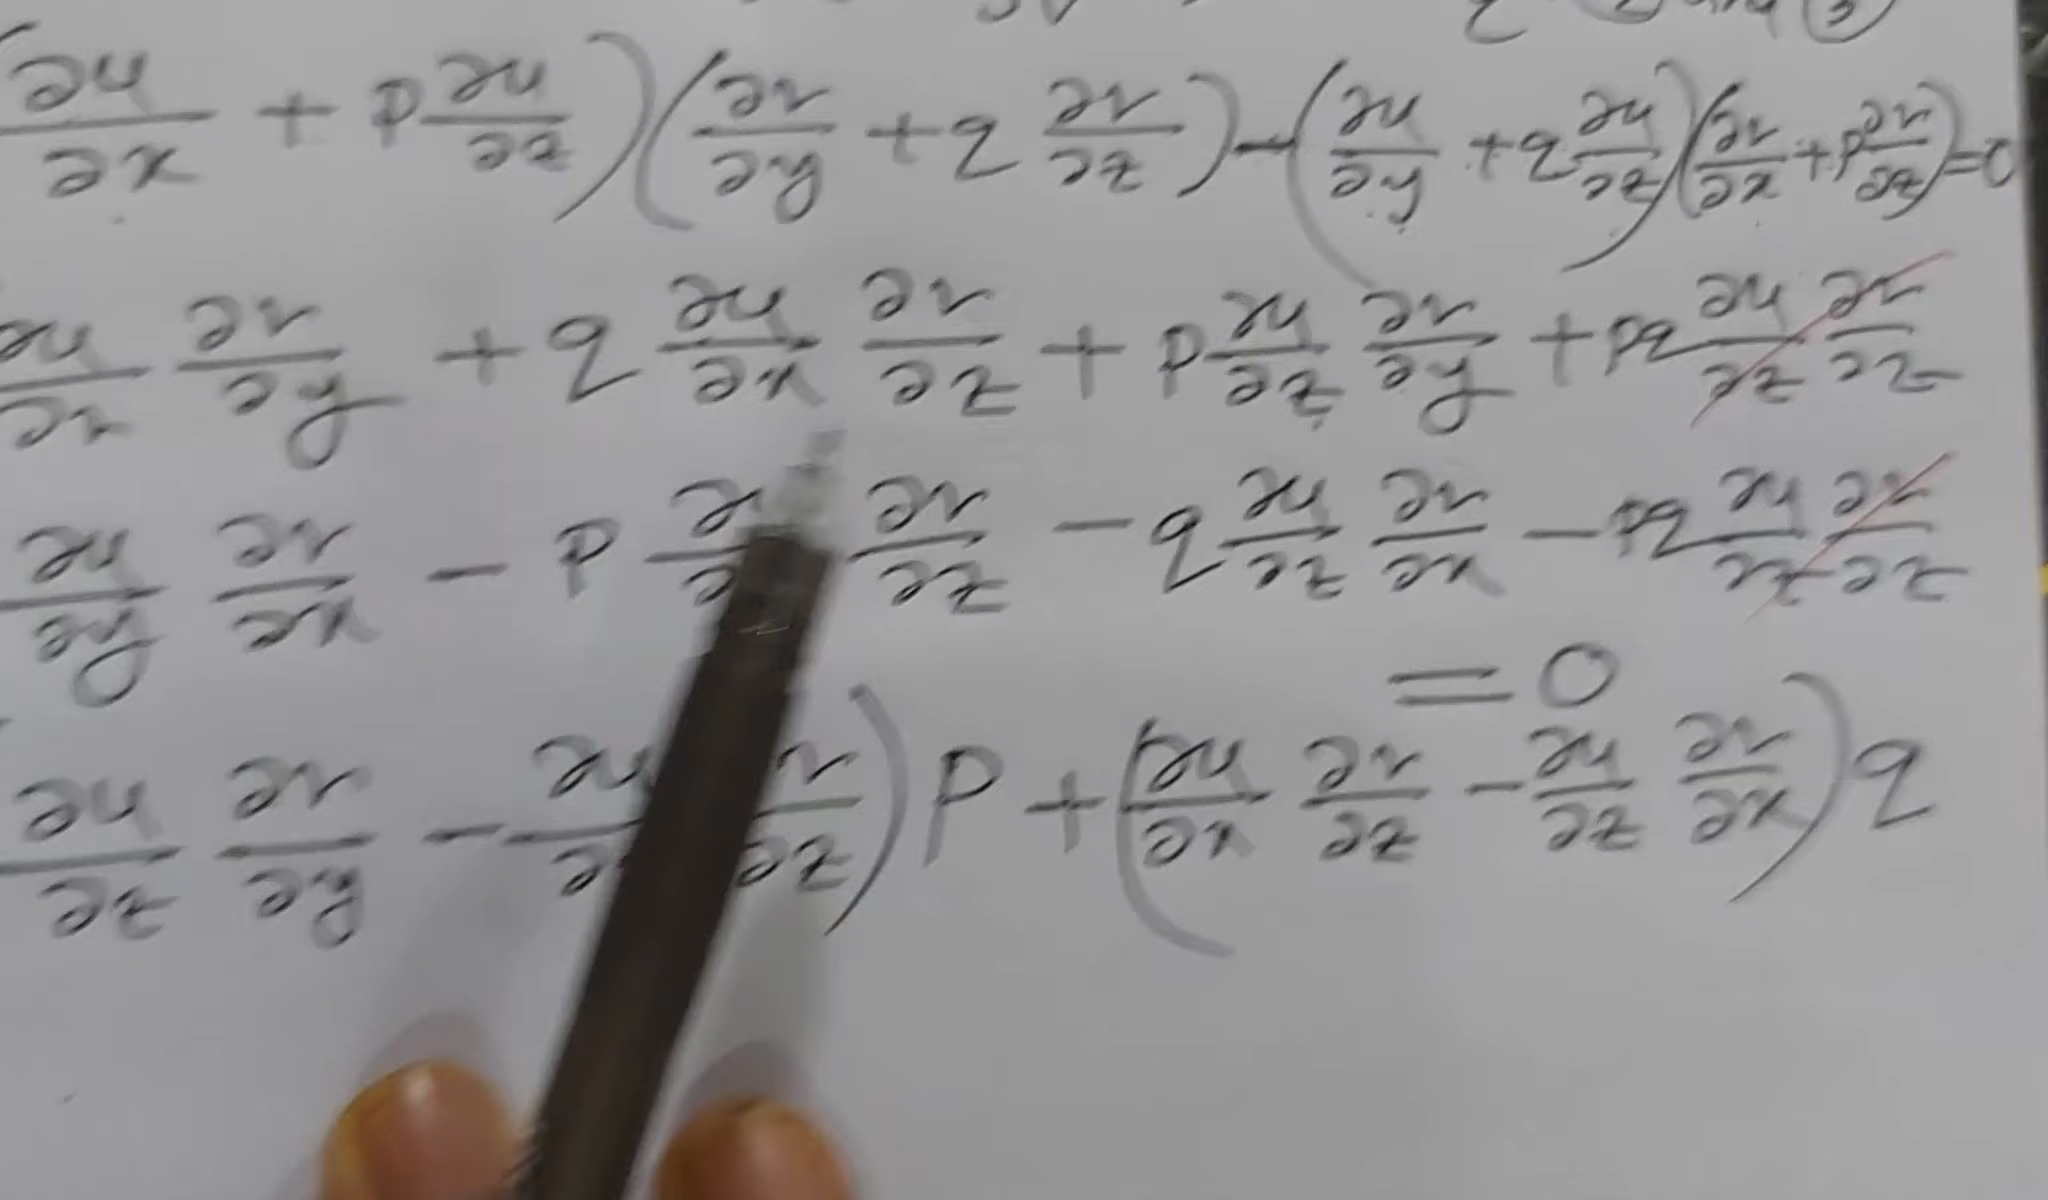 ∂u/∂x + p ∂u/∂z)(∂v/∂y + q ∂v/∂z) - (∂u/∂y + q ∂u/∂z)(∂v/∂x + p ∂v/∂z) = 0
∂u/∂x ∂v/∂y + q ∂u/∂x ∂v/∂z + p ∂u/∂z ∂v/∂y + pq ∂u/∂z ∂v/∂z
∂u/∂y ∂v/∂x - p ∂v/∂z - q ∂u/∂z ∂v/∂x - pq ∂u/∂z ∂v/∂z
= 0
∂u/∂z ∂v/∂y - ∂u ∂z) p + (∂u/∂x ∂v/∂z - ∂u/∂z ∂v/∂x) q